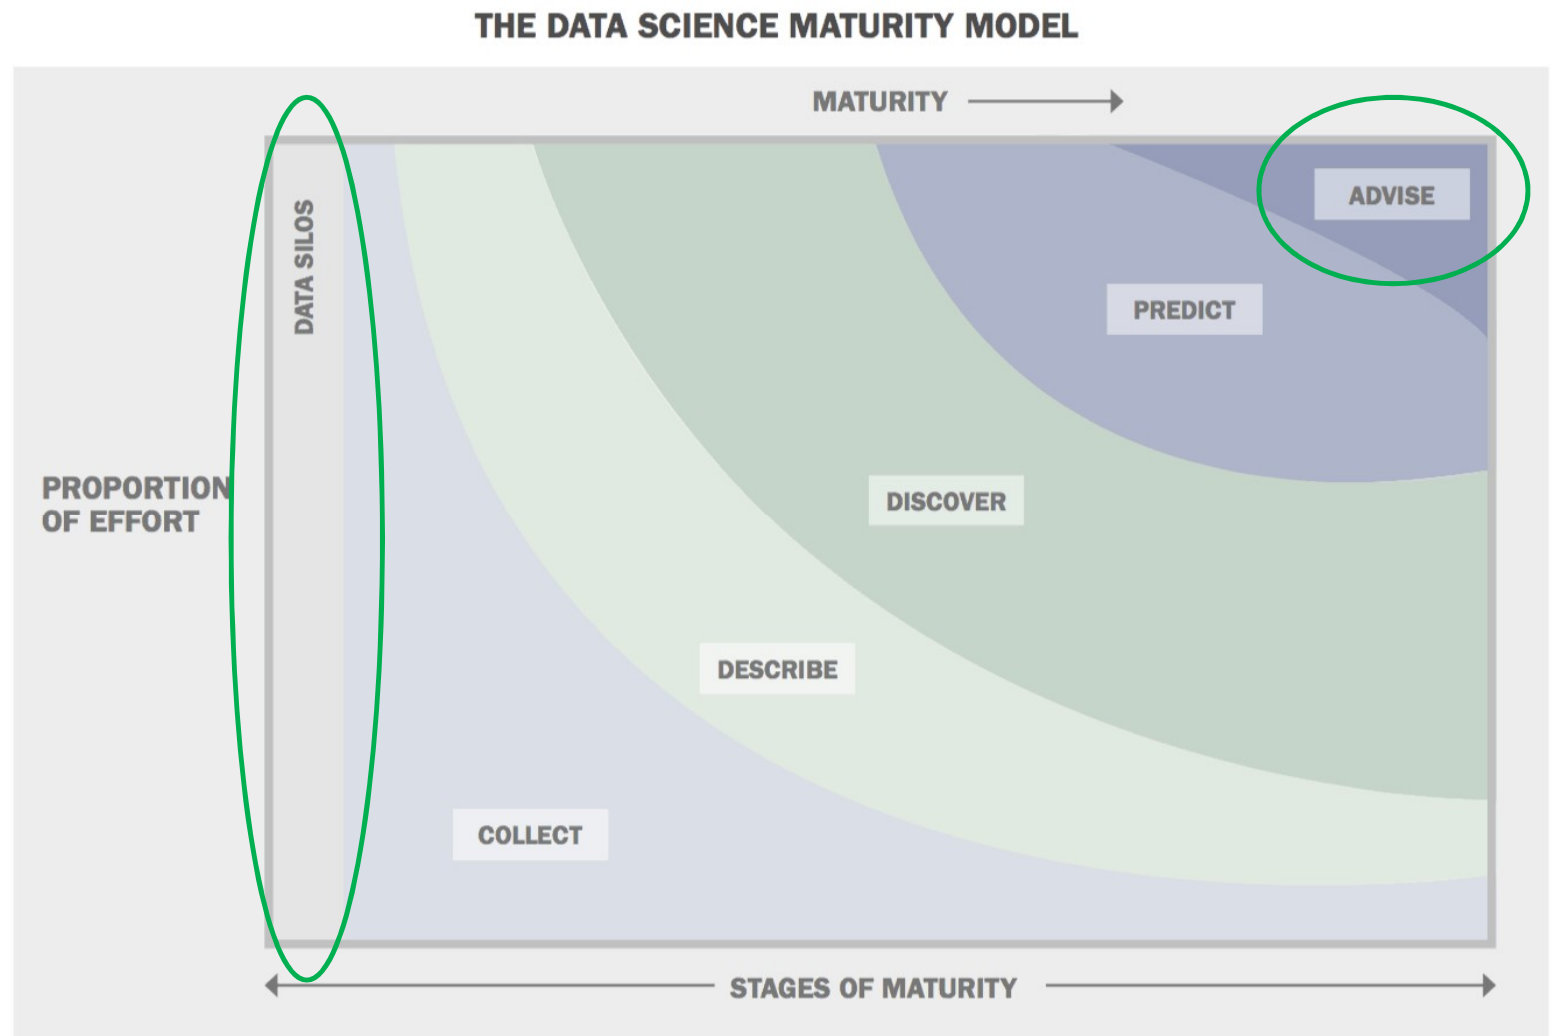 THE DATA SCIENCE MATURITY MODEL
MATURITY
DATA SILOS
ADVISE
PREDICT
PROPORTION
OF EFFORT
DISCOVER
DESCRIBE
COLLECT
STAGES OF MATURITY